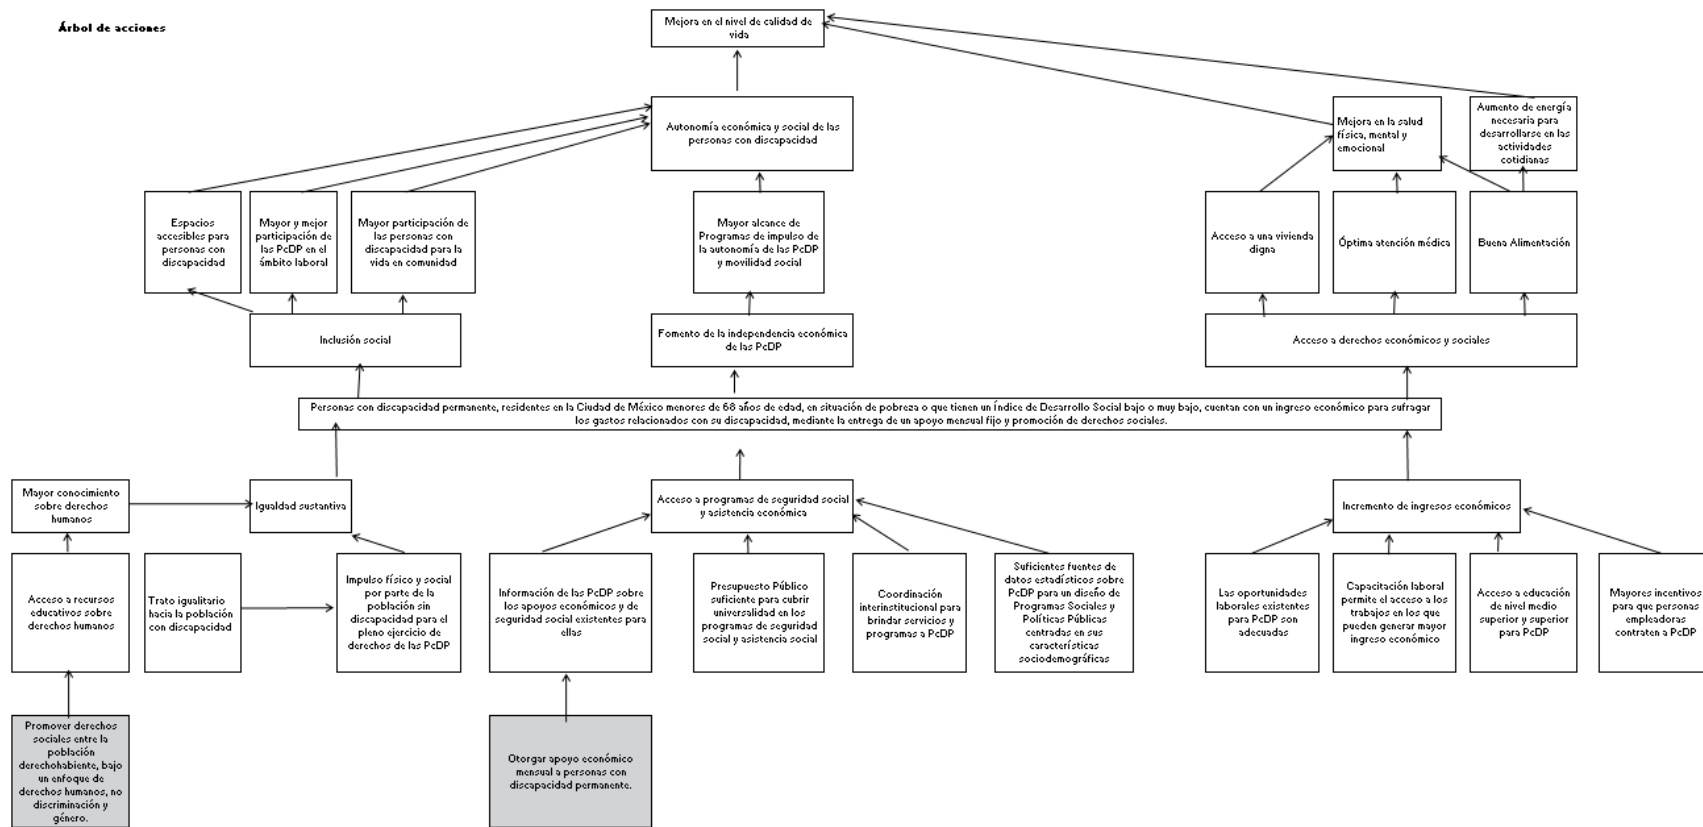 Árbol de acciones
Mejora en el nivel de calidad de
vida
Autonomía económica y social de las
personas con discapacidad
Mejora en la salud
física, mental y
emocional
Aumento de energía
necesaria para
desarrollarse en las
actividades
cotidianas
Espacios
accesibles para
personas con
discapacidad
Mayor y mejor
participación de
las PcDP en el
ámbito laboral
Mayor participación de
las personas con
discapacidad para la
vida en comunidad
Mayor alcance de
Programas de impulso de
la autonomía de las PcDP
y movilidad social
Acceso a una vivienda
digna
Óptima atención médica
Buena Alimentación
Inclusión social
Fomento de la independencia económica
de las PcDP
Acceso a derechos económicos y sociales
Personas con discapacidad permanente, residentes en la Ciudad de México menores de 68 años de edad, en situación de pobreza o que tienen un Índice de Desarrollo Social bajo o muy bajo, cuentan con un ingreso económico para sufragar
los gastos relacionados con su discapacidad, mediante la entrega de un apoyo mensual fijo y promoción de derechos sociales.
Mayor conocimiento
sobre derechos
humanos
Igualdad sustantiva
Acceso a programas de seguridad social
y asistencia económica
Incremento de ingresos económicos
Acceso a recursos
educativos sobre
derechos humanos
Trato igualitario
hacia la población
con discapacidad
Impulso físico y social
por parte de la
población sin
discapacidad para el
pleno ejercicio de
derechos de las PcDP
Información de las PcDP sobre
los apoyos económicos y de
seguridad social existentes para
ellas
Presupuesto Público
suficiente para cubrir
universalidad en los
programas de seguridad
social y asistencia social
Coordinación
interinstitucional para
brindar servicios y
programas a PcDP
Suficientes fuentes de
datos estadísticos sobre
PcDP para un diseño de
Programas Sociales y
Políticas Públicas
centradas en sus
características
sociodemográficas
Las oportunidades
laborales existentes
para PcDP son
adecuadas
Capacitación laboral
permite el acceso a los
trabajos en los que
pueden generar mayor
ingreso económico
Acceso a educación
de nivel medio
superior y superior
para PcDP
Mayores incentivos
para que personas
empleadoras
contraten a PcDP
Promover derechos
sociales entre la
población
derechohabiente, bajo
un enfoque de
derechos humanos, no
discriminación y
género.
Otorgar apoyo económico
mensual a personas con
discapacidad permanente.